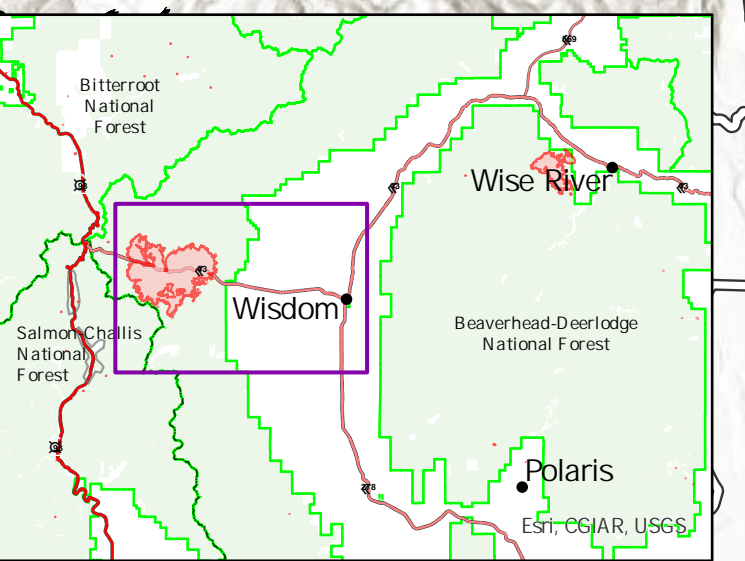 Bitterroot
National
Forest
Wise River
Wisdom
Salmon-Challis
National
Forest
Beaverhead-Deerlodge
National Forest
Polaris
Esri, CGIAR, USGS